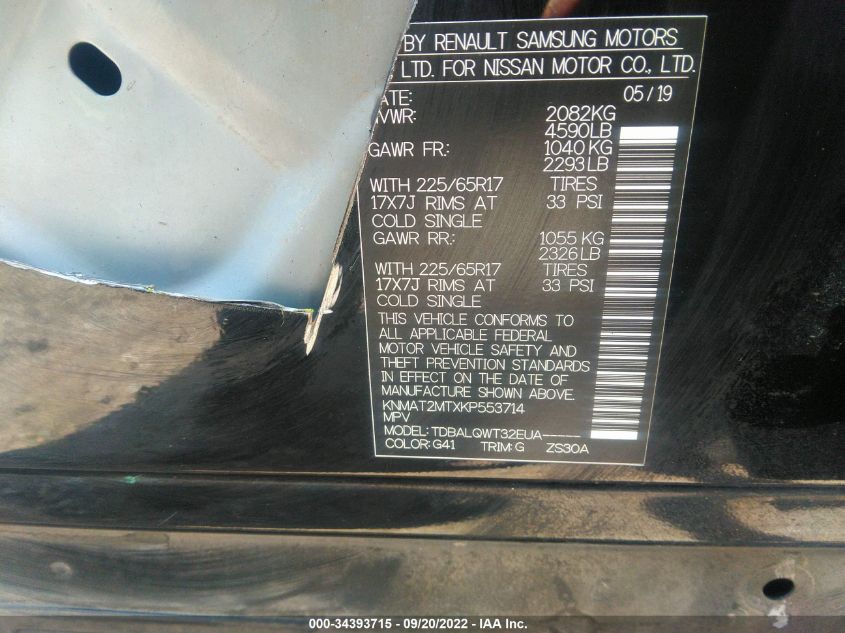 BY RENAULT SAMSUNG MOTORS
LTD. FOR NISSAN MOTOR CO., LTD.
ATE: 05/19
VWR: 2082KG
4590LB
GAWR FR.: 1040KG
2293LB
WITH 225/65R17 TIRES
17X7J RIMS AT 33 PSI
COLD SINGLE
GAWR RR.: 1055KG
2326LB
WITH 225/65R17 TIRES
17X7J RIMS AT 33 PSI
COLD SINGLE
THIS VEHICLE CONFORMS TO
ALL APPLICABLE FEDERAL
MOTOR VEHICLE SAFETY AND
THEFT PREVENTION STANDARDS
IN EFFECT ON THE DATE OF
MANUFACTURE SHOWN ABOVE.
KNMAT2MTXKP553714
MPV
MODEL: TDBALQWT32EUA-----
COLOR: G41 TRIM: G ZS30A
000-34393715 - 09/20/2022 - IAA Inc.